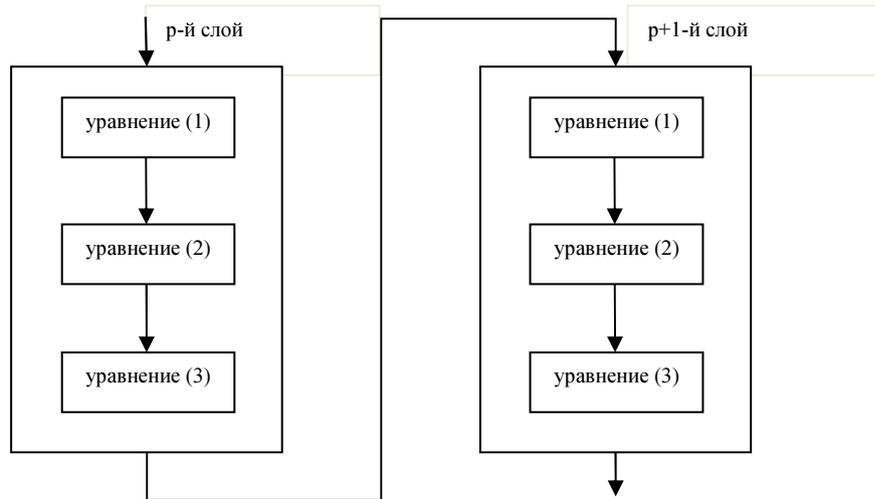 p-й слой
уравнение (1)
уравнение (2)
уравнение (3)
p+1-й слой
уравнение (1)
уравнение (2)
уравнение (3)